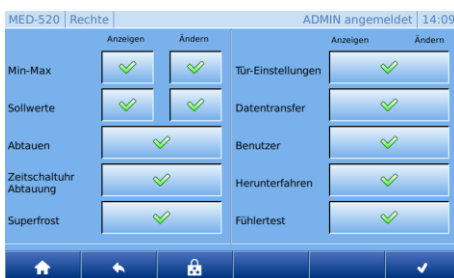 MED-520 Rechte ADMIN angemeldet 14:09
Anzeigen Ändern Anzeigen Ändern
Min-Max
Tür-Einstellungen
Sollwerte
Datentransfer
Abtauen
Benutzer
Zeitschaltuhr
Abtauung
Herunterfahren
Superfrost
Fühlertest